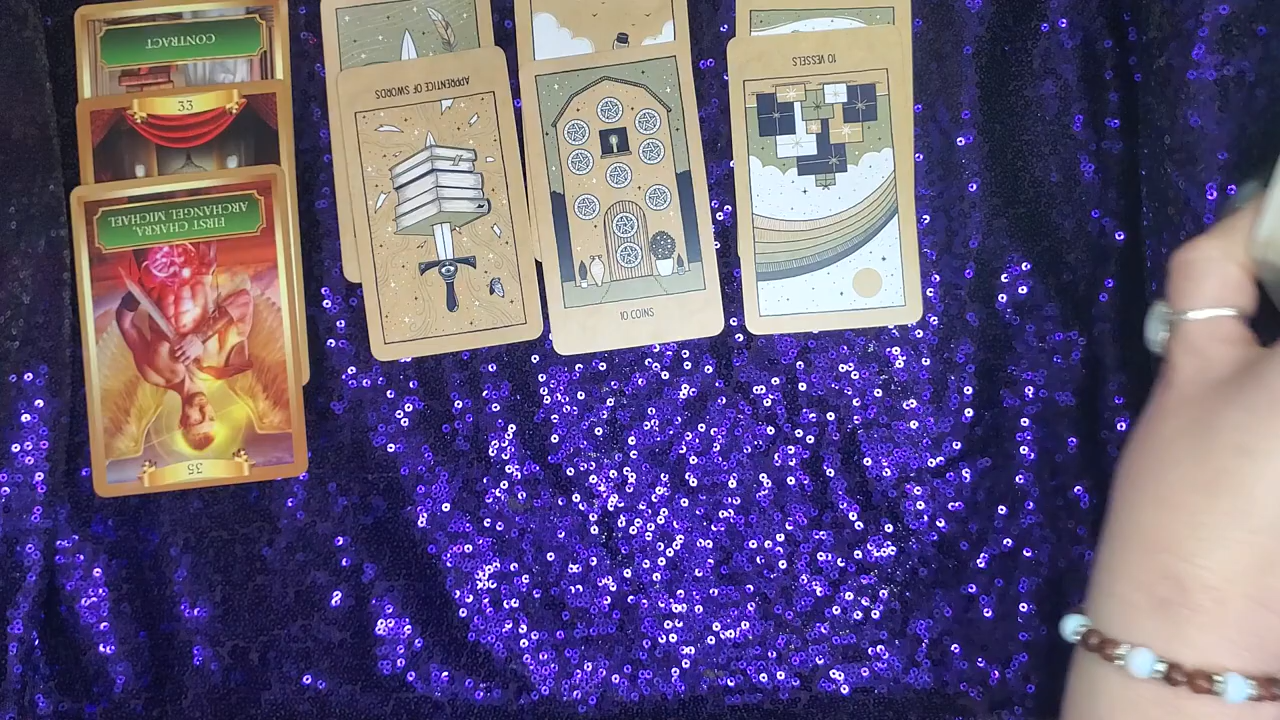 CONTRACT
33
FIRST CHAKRA,
ARCHANGEL MICHAEL
35
APPRENTICE OF SWORDS
10 COINS
10 VESSELS